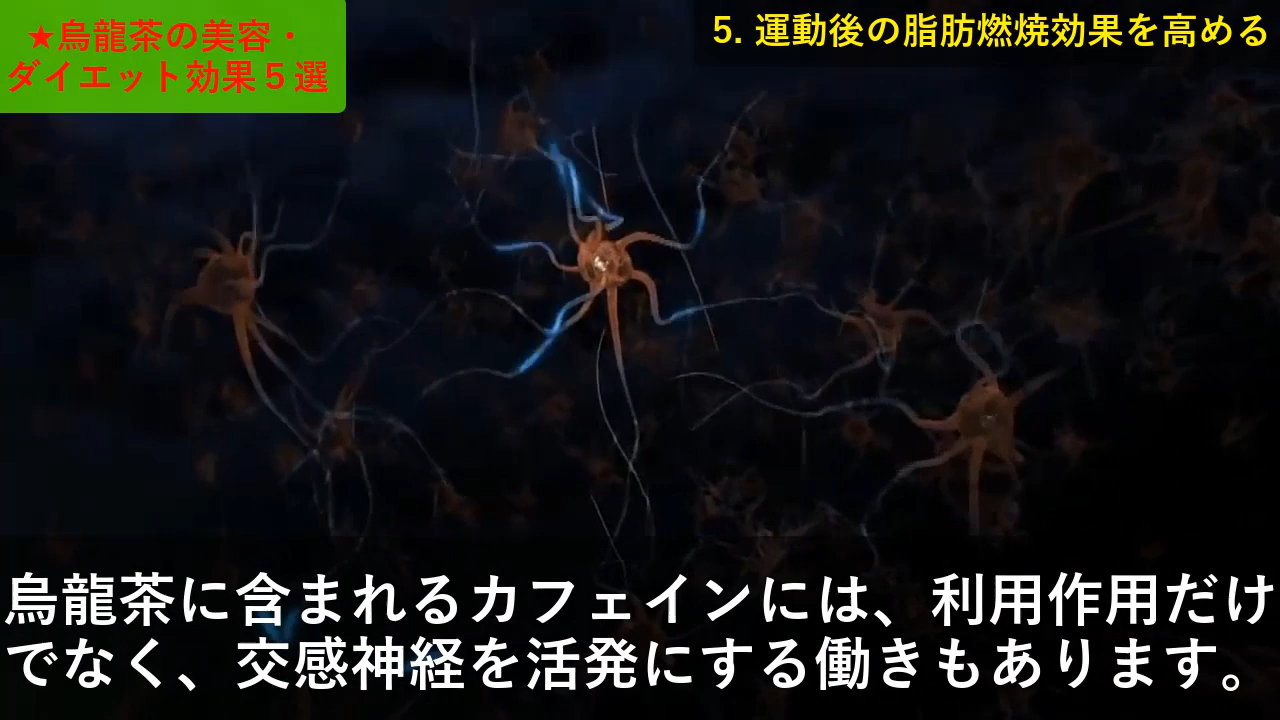 ★烏龍茶の美容・
ダイエット効果５選
5. 運動後の脂肪燃焼効果を高める
烏龍茶に含まれるカフェインには、利用作用だけ
でなく、交感神経を活発にする働きもあります。